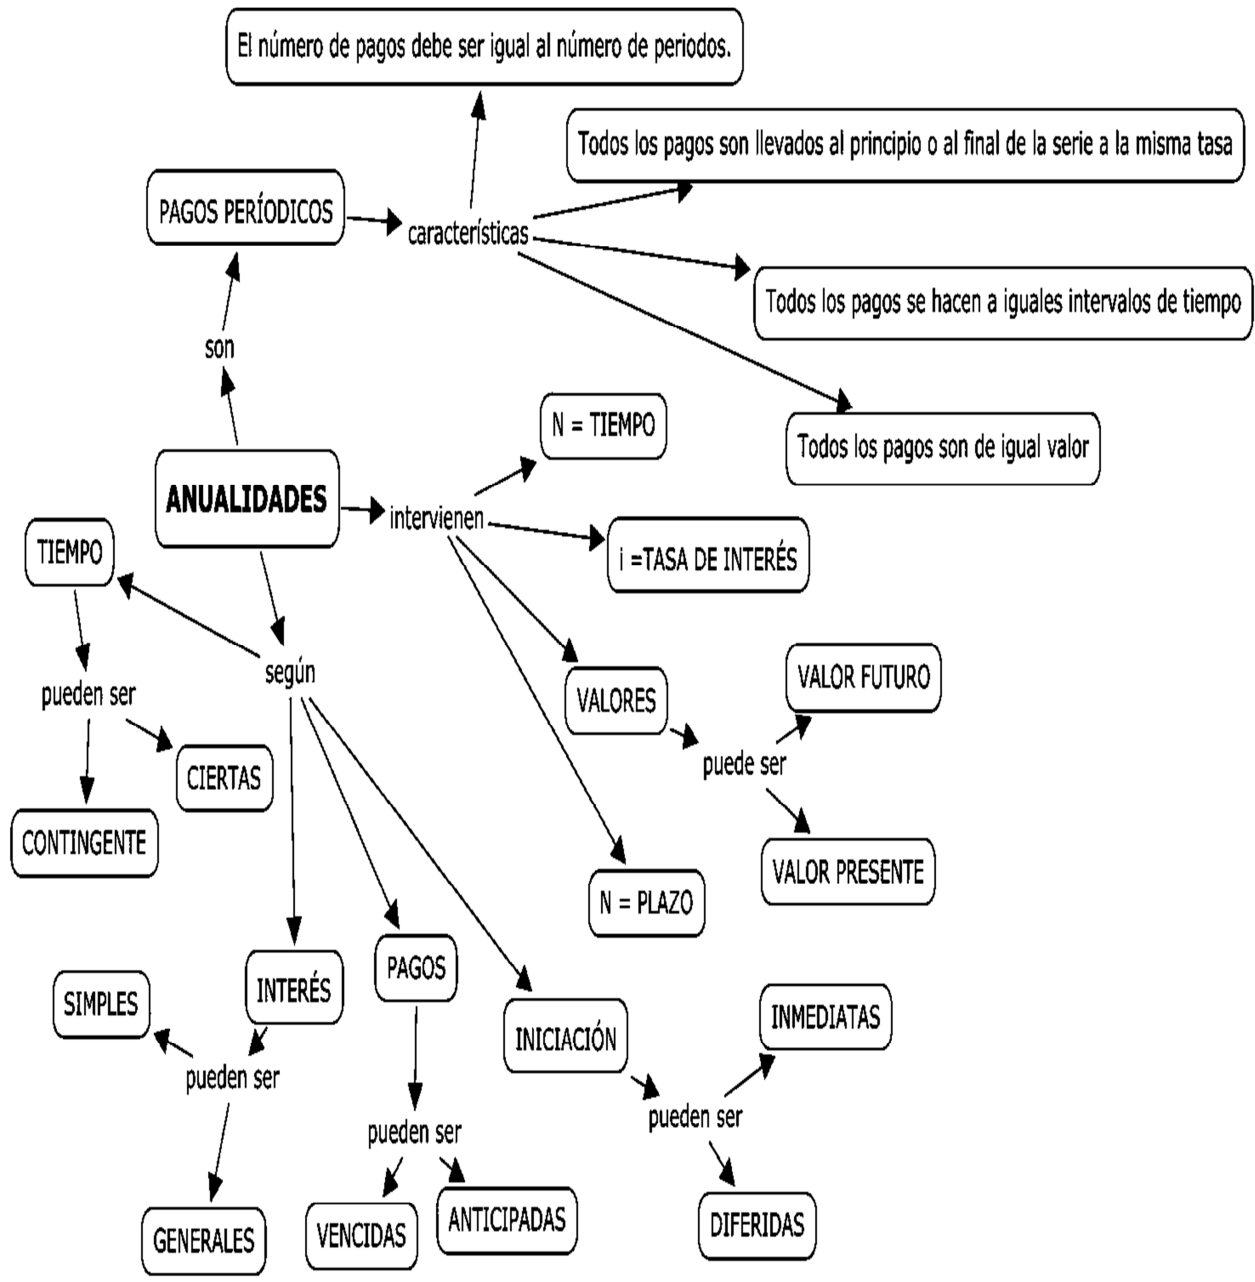 El número de pagos debe ser igual al número de periodos.
Todos los pagos son llevados al principio o al final de la serie a la misma tasa
PAGOS PERÍODICOS
características
Todos los pagos se hacen a iguales intervalos de tiempo
son
N = TIEMPO
Todos los pagos son de igual valor
ANUALIDADES
intervienen
TIEMPO
i =TASA DE INTERÉS
según
pueden ser
VALORES
VALOR FUTURO
puede ser
CIERTAS
CONTINGENTE
VALOR PRESENTE
N = PLAZO
PAGOS
INTERÉS
SIMPLES
INICIACIÓN
INMEDIATAS
pueden ser
pueden ser
pueden ser
GENERALES
VENCIDAS
ANTICIPADAS
DIFERIDAS